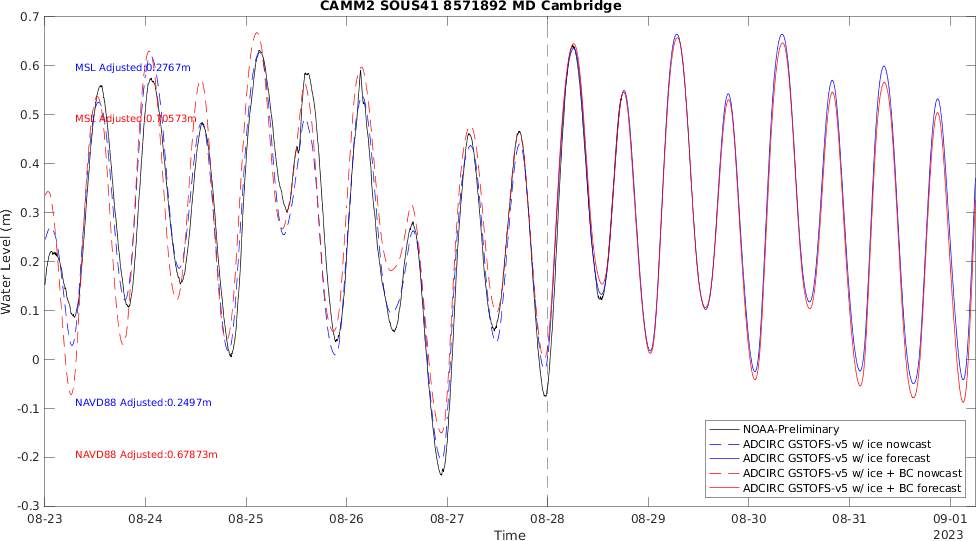 CAMM2 SOUS41 8571892 MD Cambridge
0.7
0.6
0.5
0.4
0.3
0.2
0.1
0
-0.1
-0.2
-0.3
Water Level (m)
MSL Adjusted:0.2767m
MSL Adjusted:0.70573m
NAVD88 Adjusted:0.2497m
NAVD88 Adjusted:0.67873m
NOAA-Preliminary
ADCIRC GSTOFS-v5 w/ ice nowcast
ADCIRC GSTOFS-v5 w/ ice forecast
ADCIRC GSTOFS-v5 w/ ice + BC nowcast
ADCIRC GSTOFS-v5 w/ ice + BC forecast
08-23 08-24 08-25 08-26 08-27 08-28 08-29 08-30 08-31 09-01
Time
2023